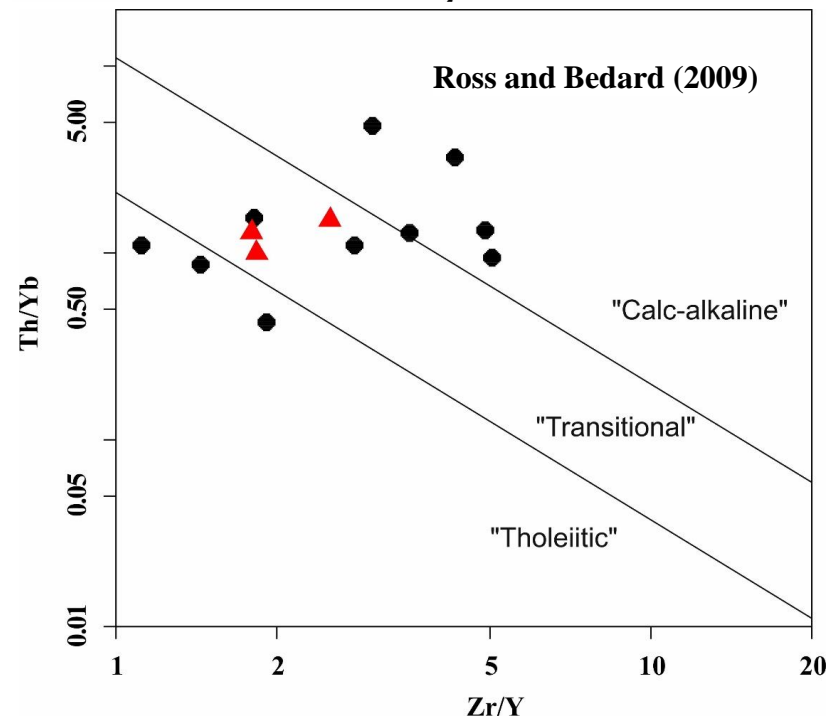 Ross and Bedard (2009)
5.00
0.50
0.05
0.01
Th/Yb
"Calc-alkaline"
"Transitional"
"Tholeiitic"
1 2 5 10 20
Zr/Y